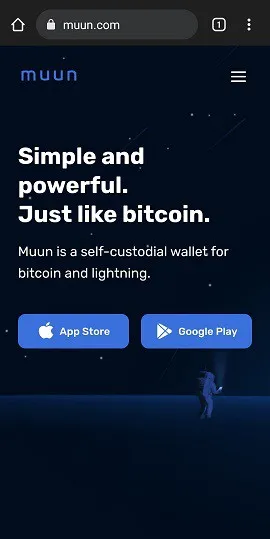 muun.com
1
muun
Simple and
powerful.
Just like bitcoin.
Muun is a self-custodial wallet for
bitcoin and lightning.
App Store
Google Play